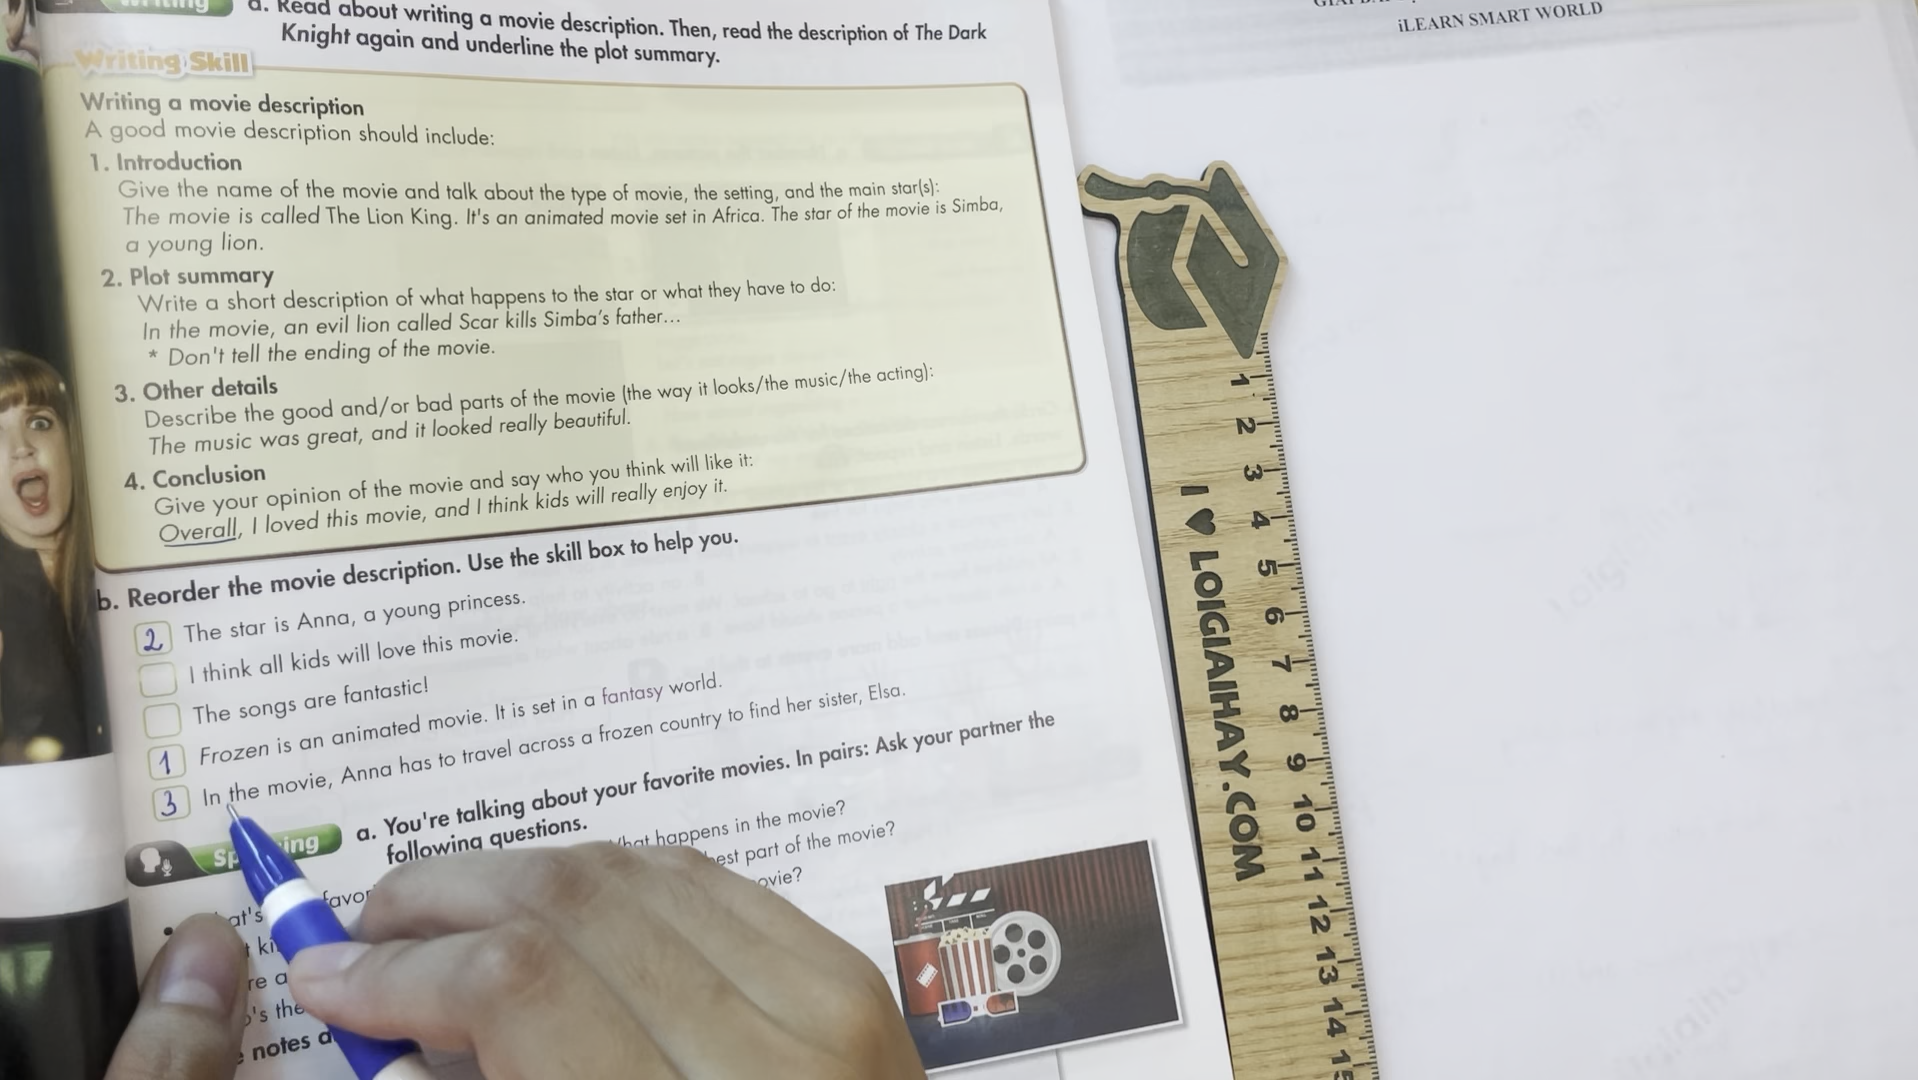 a. Read about writing a movie description. Then, read the description of The Dark
Knight again and underline the plot summary.
Writing Skill
Writing a movie description
A good movie description should include:
1. Introduction
Give the name of the movie and talk about the type of movie, the setting, and the main star(s):
The movie is called The Lion King. It's an animated movie set in Africa. The star of the movie is Simba,
a young lion.
2. Plot summary
Write a short description of what happens to the star or what they have to do:
In the movie, an evil lion called Scar kills Simba's father...
* Don't tell the ending of the movie.
3. Other details
Describe the good and/or bad parts of the movie (the way it looks/the music/the acting):
The music was great, and it looked really beautiful.
4. Conclusion
Give your opinion of the movie and say who you think will like it:
Overall, I loved this movie, and I think kids will really enjoy it.
b. Reorder the movie description. Use the skill box to help you.
2 The star is Anna, a young princess.
I think all kids will love this movie.
The songs are fantastic!
1 Frozen is an animated movie. It is set in a fantasy world.
3 In the movie, Anna has to travel across a frozen country to find her sister, Elsa.
a. You're talking about your favorite movies. In pairs: Ask your partner the
following questions.
happens in the movie?
part of the movie?
notes
iLEARN SMART WORLD
I ♥ LOIGIAIHAY.COM
1 2 3 4 5 6 7 8 9 10 11 12 13 14